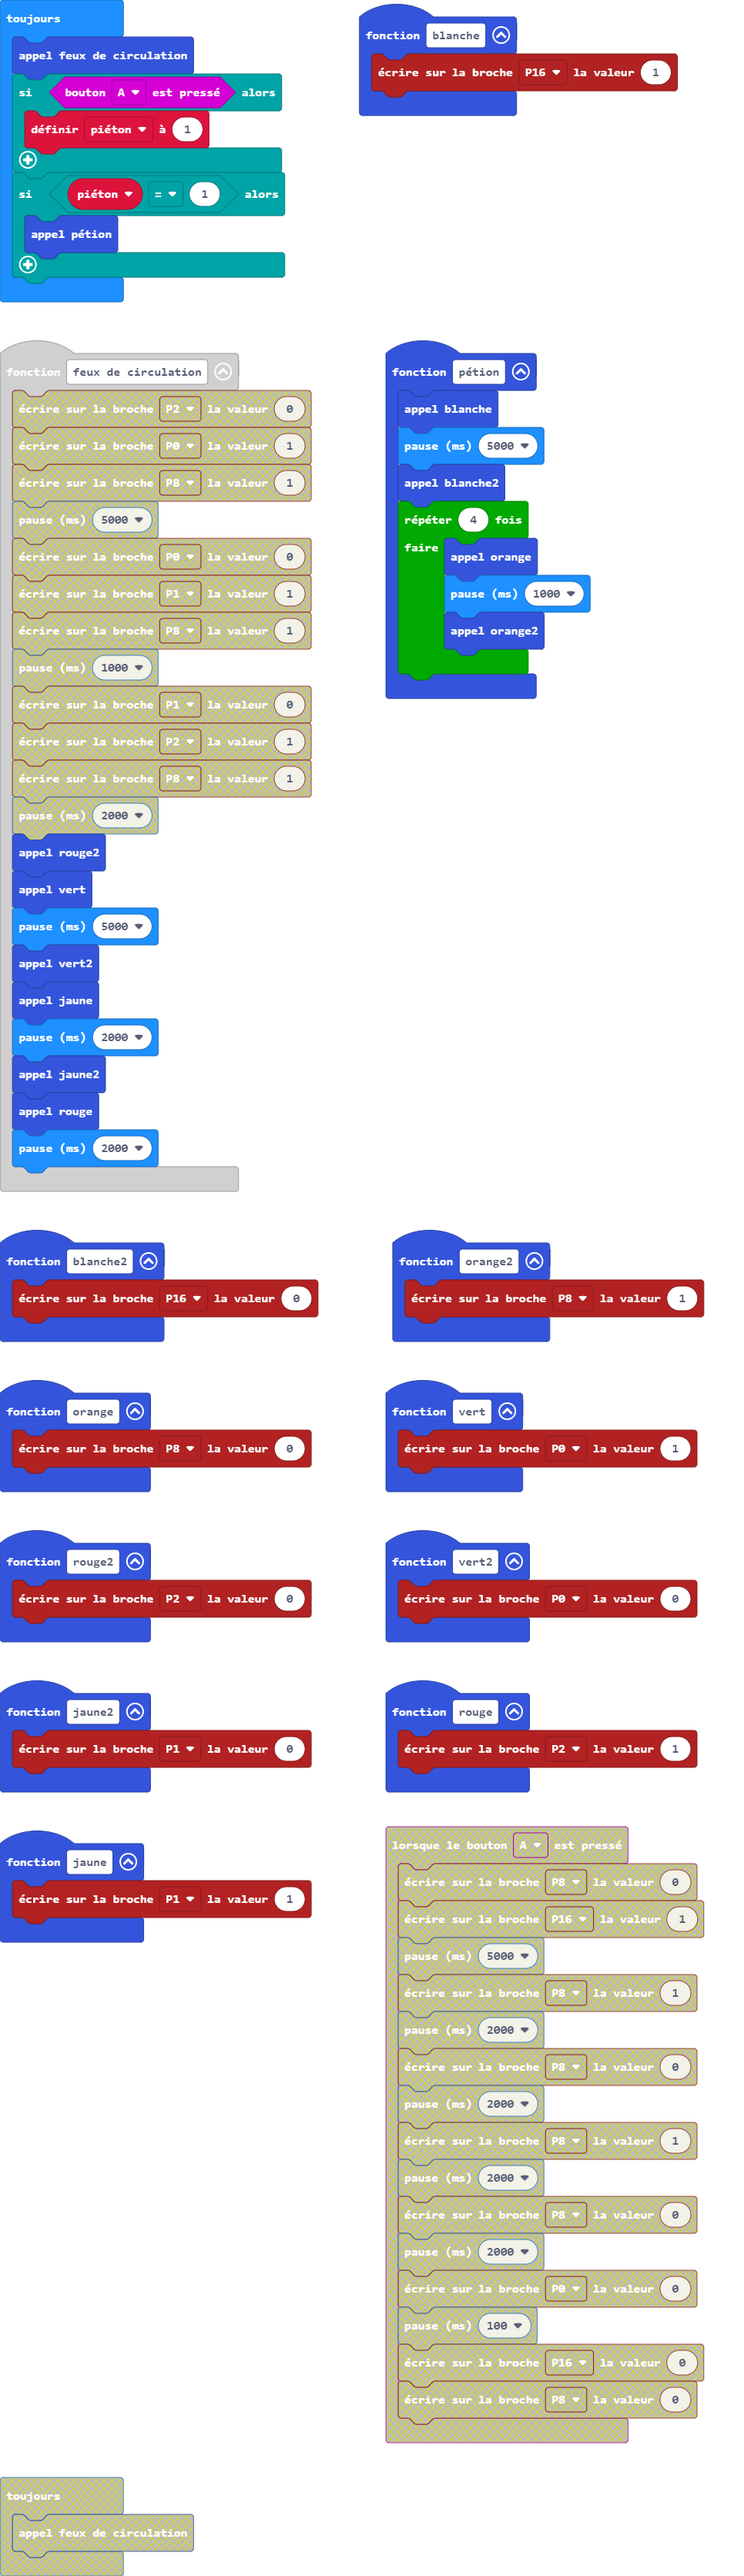 toujours
appel feux de circulation
si bouton A est pressé alors
définir piéton à 1
si piéton = 1 alors
appel pétion
fonction blanche
écrire sur la broche P16 la valeur 1
fonction feux de circulation
écrire sur la broche P2 la valeur 0
écrire sur la broche P0 la valeur 1
écrire sur la broche P8 la valeur 1
pause (ms) 5000
écrire sur la broche P0 la valeur 0
écrire sur la broche P1 la valeur 1
écrire sur la broche P8 la valeur 1
pause (ms) 1000
écrire sur la broche P1 la valeur 0
écrire sur la broche P2 la valeur 1
écrire sur la broche P8 la valeur 1
pause (ms) 2000
appel rouge2
appel vert
pause (ms) 5000
appel vert2
appel jaune
pause (ms) 2000
appel jaune2
appel rouge
pause (ms) 2000
fonction pétion
appel blanche
pause (ms) 5000
appel blanche2
répéter 4 fois
faire
appel orange
pause (ms) 1000
appel orange2
fonction blanche2
écrire sur la broche P16 la valeur 0
fonction orange2
écrire sur la broche P8 la valeur 1
fonction orange
écrire sur la broche P8 la valeur 0
fonction vert
écrire sur la broche P0 la valeur 1
fonction rouge2
écrire sur la broche P2 la valeur 0
fonction vert2
écrire sur la broche P0 la valeur 0
fonction jaune2
écrire sur la broche P1 la valeur 0
fonction rouge
écrire sur la broche P2 la valeur 1
fonction jaune
écrire sur la broche P1 la valeur 1
lorsque le bouton A est pressé
écrire sur la broche P8 la valeur 0
écrire sur la broche P16 la valeur 1
pause (ms) 5000
écrire sur la broche P8 la valeur 1
pause (ms) 2000
écrire sur la broche P8 la valeur 0
pause (ms) 2000
écrire sur la broche P8 la valeur 1
pause (ms) 2000
écrire sur la broche P8 la valeur 0
pause (ms) 2000
écrire sur la broche P0 la valeur 0
pause (ms) 100
écrire sur la broche P16 la valeur 0
écrire sur la broche P8 la valeur 0
toujours
appel feux de circulation